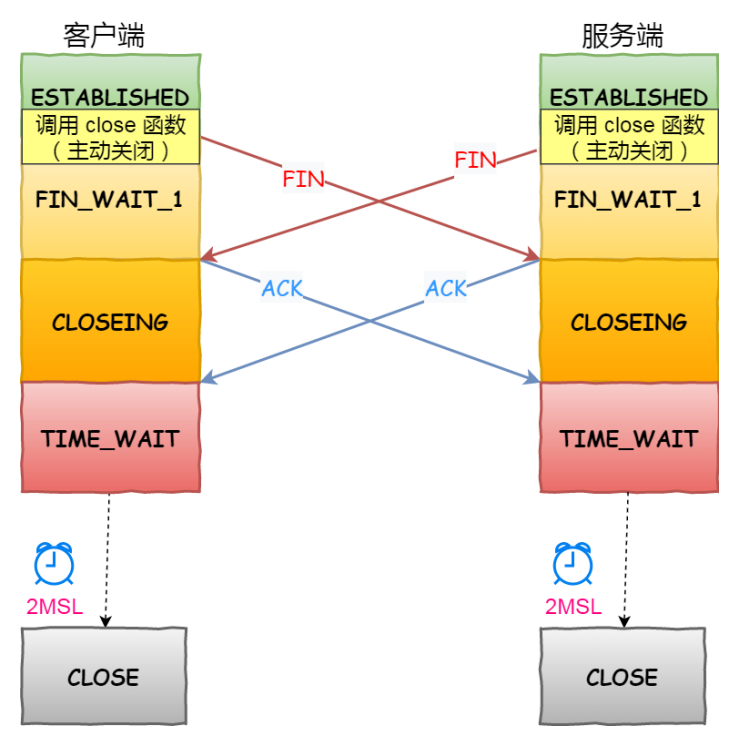 客户端
服务端
ESTABLISHED
ESTABLISHED
调用 close 函数
（主动关闭）
调用 close 函数
（主动关闭）
FIN
FIN
FIN_WAIT_1
FIN_WAIT_1
ACK
ACK
CLOSEING
CLOSEING
TIME_WAIT
TIME_WAIT
2MSL
2MSL
CLOSE
CLOSE